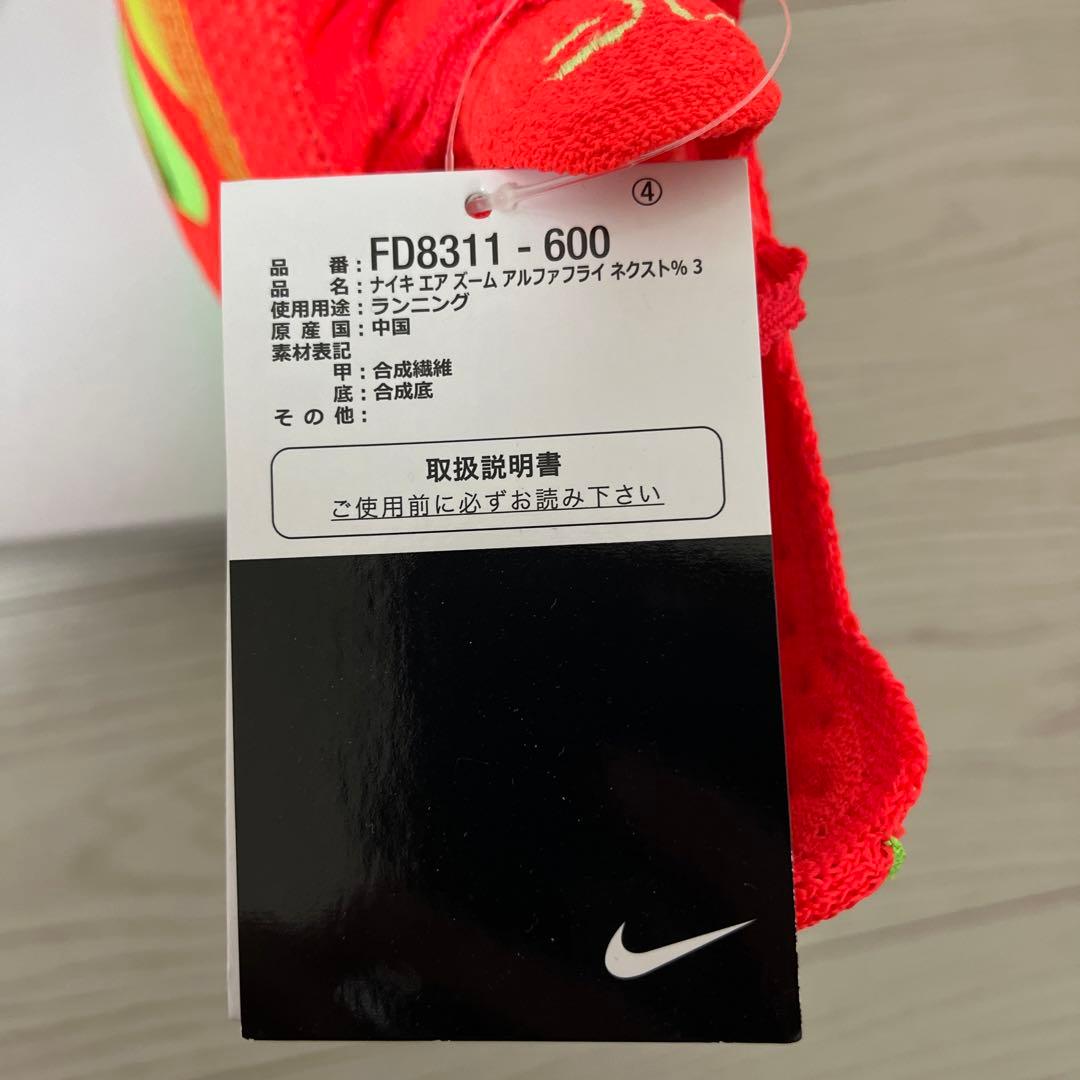 ④
品番：FD8311 - 600
品名：ナイキ エア ズーム アルファフライ ネクスト% 3
使用用途：ランニング
原産国：中国
素材表記
甲：合成繊維
底：合成底
その他：
取扱説明書
ご使用前に必ずお読み下さい